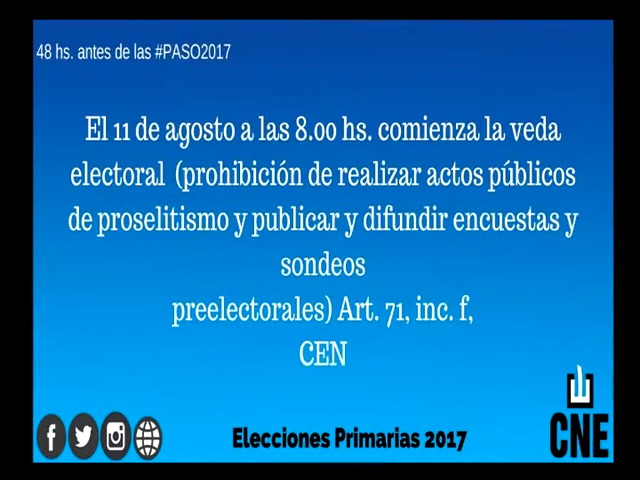 48 hs. antes de las #PASO2017
El 11 de agosto a las 8.00 hs. comienza la veda
electoral (prohibición de realizar actos públicos
de proselitismo y publicar y difundir encuestas y
sondeos
preelectorales) Art. 71, inc. f,
CEN
Elecciones Primarias 2017
CNE